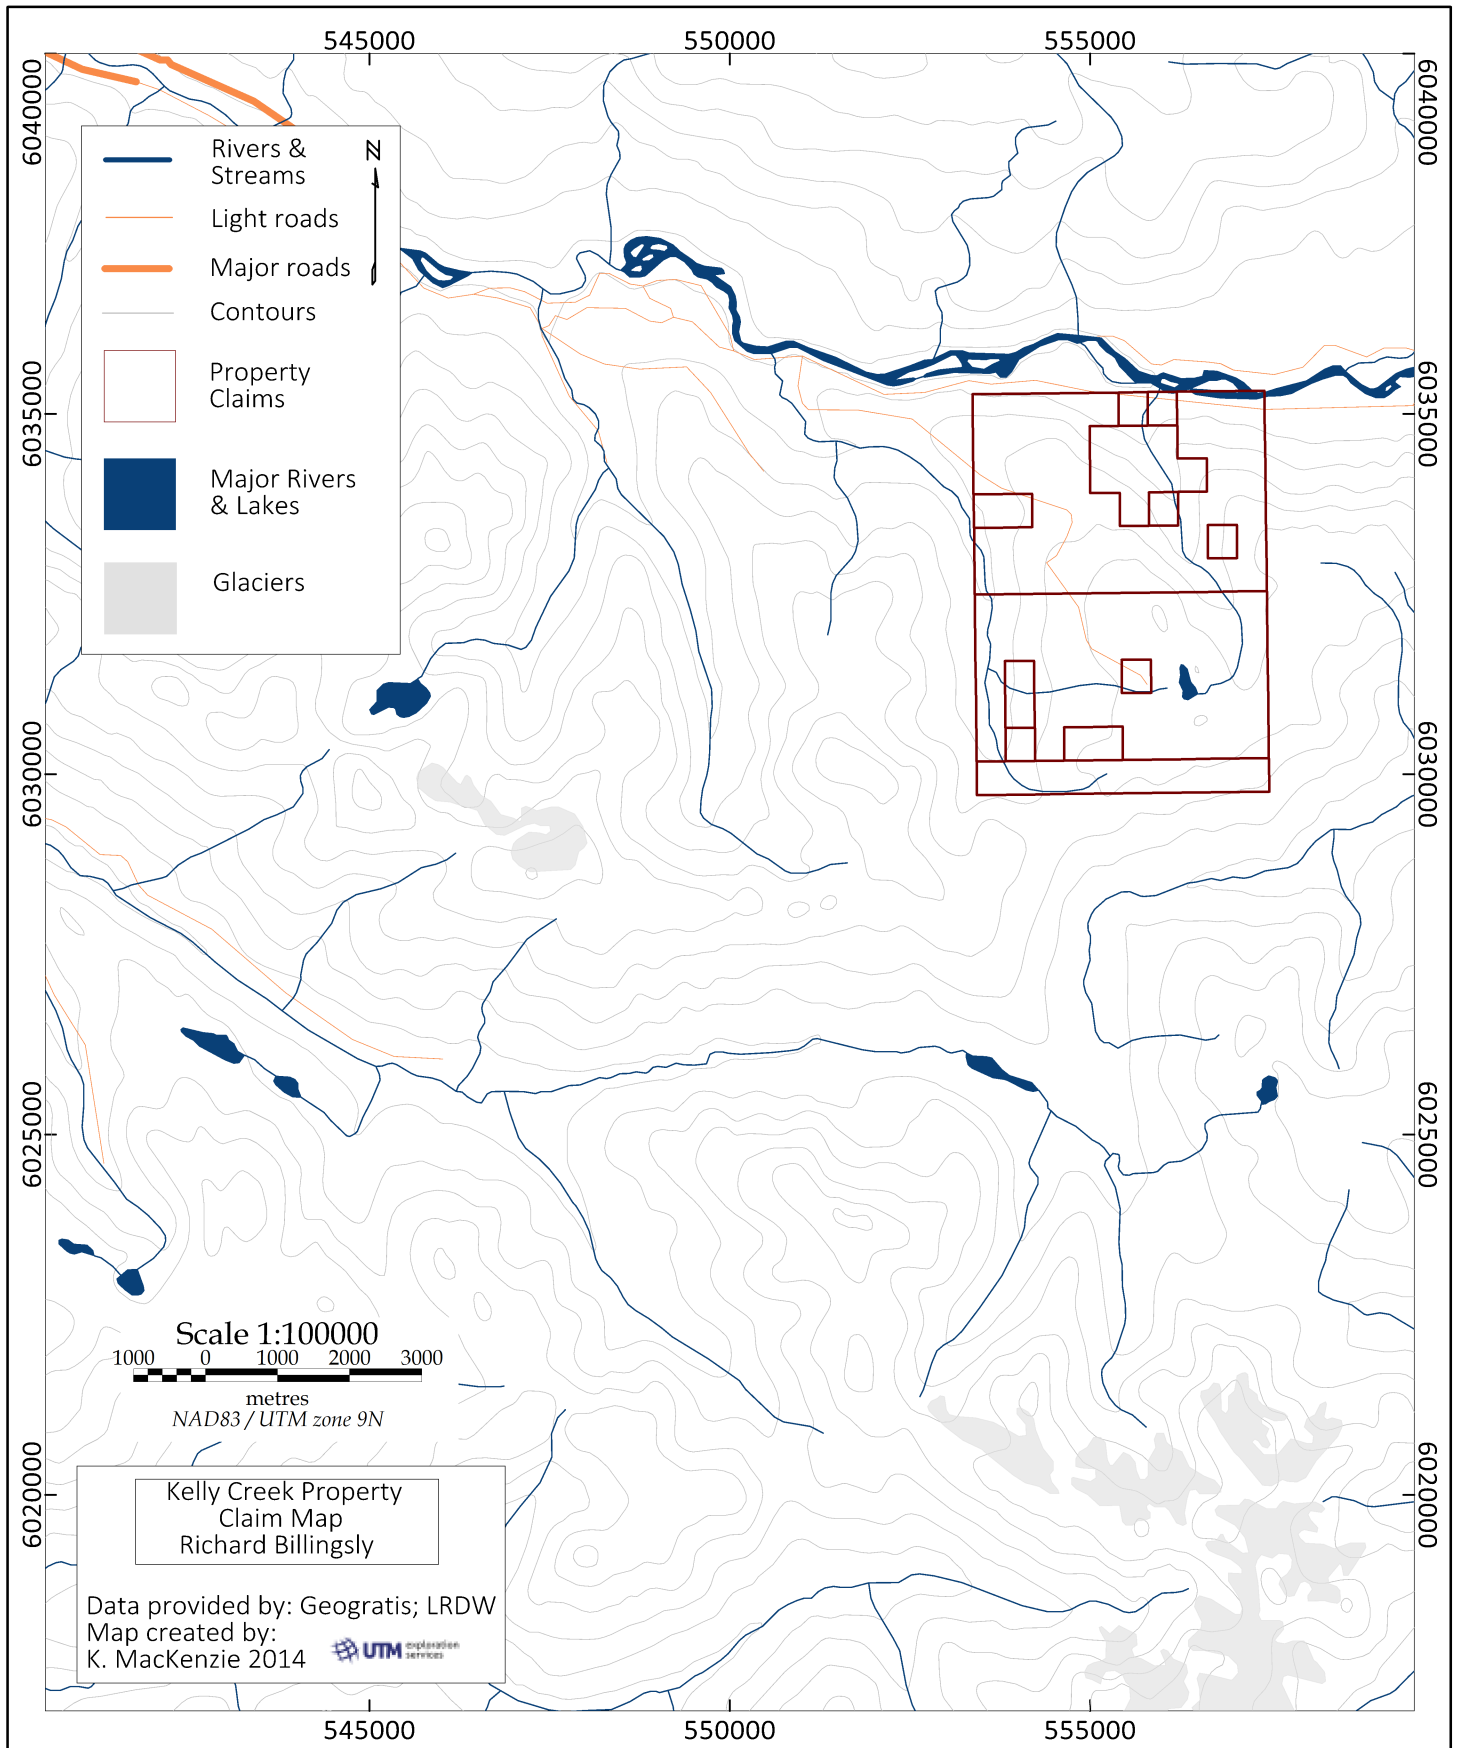 545000 550000 555000
6040000 6040000
Rivers &
Streams
N
Light roads
Major roads
Contours
Property
Claims
6035000 6035000
Major Rivers
& Lakes
Glaciers
6030000 6030000
6025000 6025000
Scale 1:100000
1000 0 1000 2000 3000
metres
NAD83 / UTM zone 9N
6020000 6020000
Kelly Creek Property
Claim Map
Richard Billingsly
Data provided by: Geogratis; LRDW
Map created by:
K. MacKenzie 2014
UTM exploration
services
545000 550000 555000